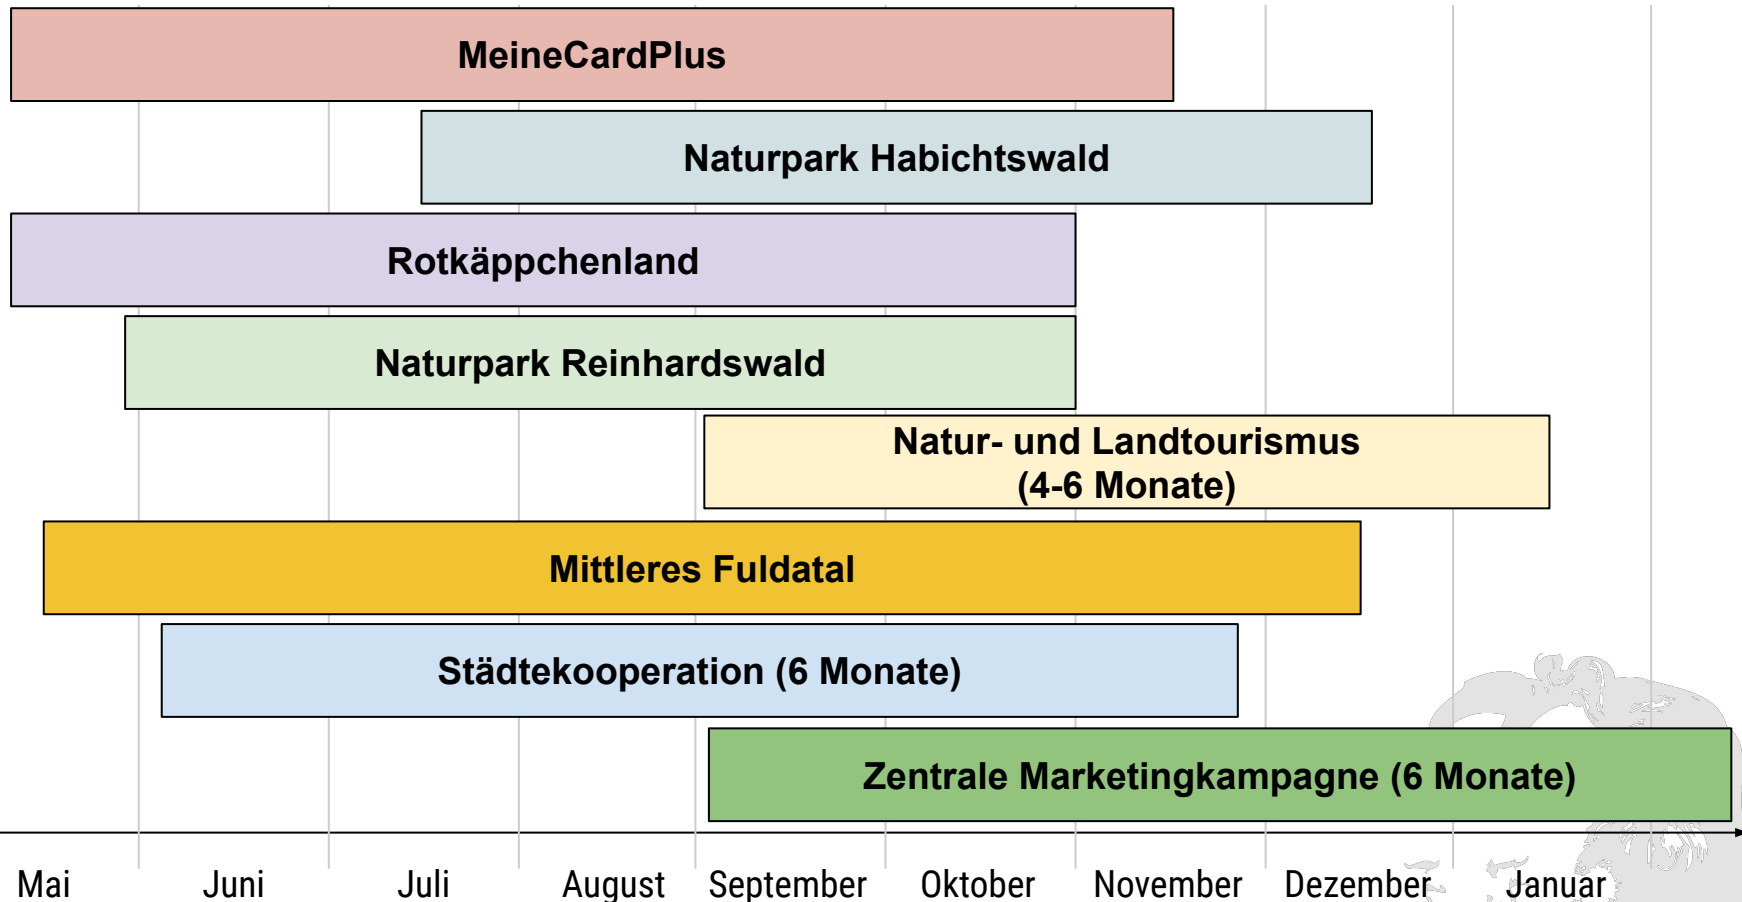 MeineCardPlus
Naturpark Habichtswald
Rotkäppchenland
Naturpark Reinhardswald
Natur- und Landtourismus
(4-6 Monate)
Mittleres Fuldatal
Städtekooperation (6 Monate)
Zentrale Marketingkampagne (6 Monate)
Mai Juni Juli August September Oktober November Dezember Januar